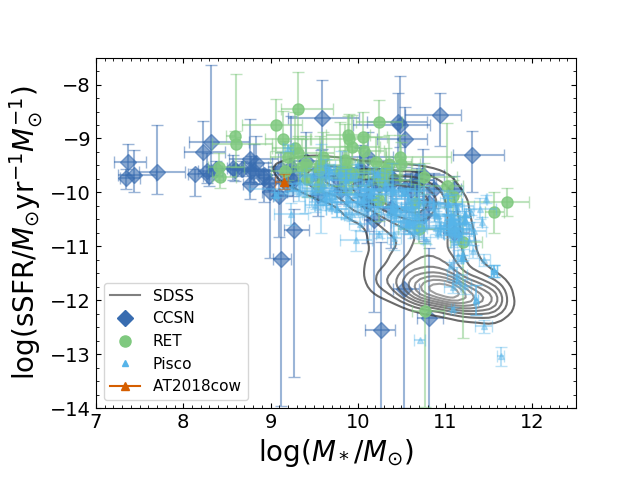 −8
−9
−10
−11
−12
−13
−14
log(sSFR/M⊙yr⁻¹M⊙⁻¹)
SDSS
CCSN
RET
Pisco
AT2018cow
7 8 9 10 11 12
log(M*/M⊙)